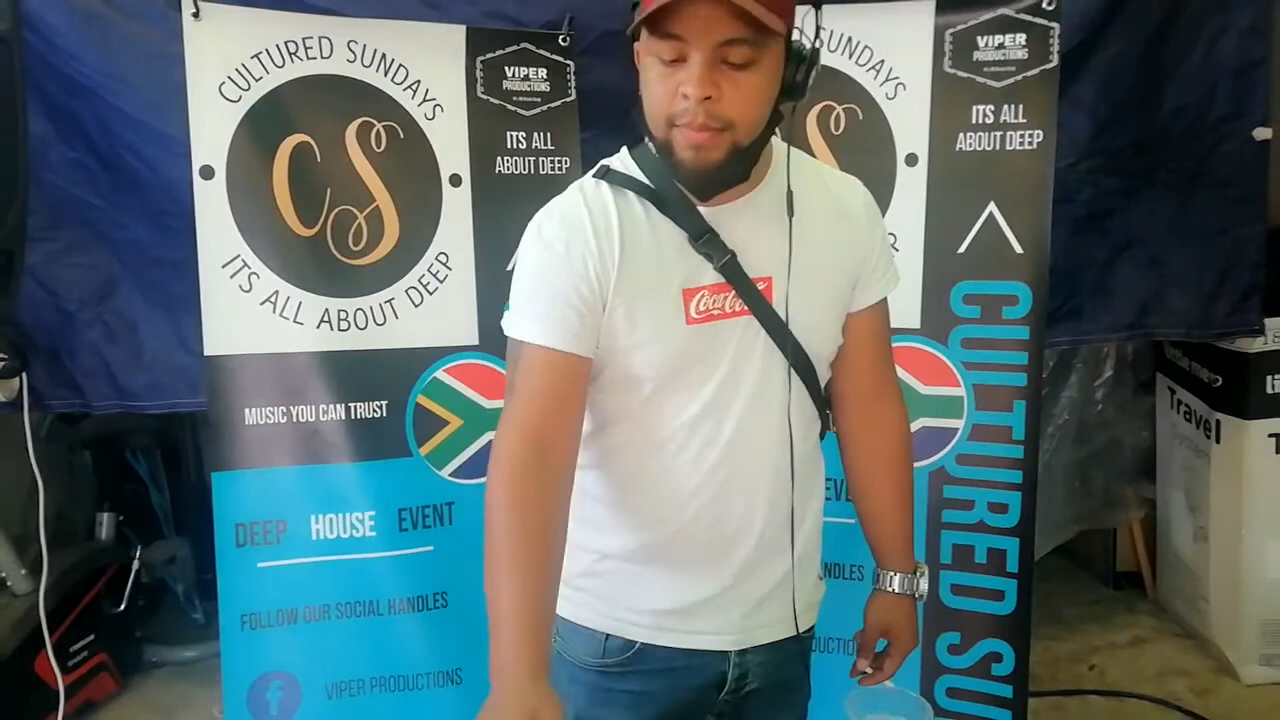 CULTURED SUNDAYS
CS
ITS ALL ABOUT DEEP
VIPER
PRODUCTIONS
ITS ALL
ABOUT DEEP
MUSIC YOU CAN TRUST
DEEP HOUSE EVENT
FOLLOW OUR SOCIAL HANDLES
f
VIPER PRODUCTIONS
Coca-Cola
SUNDAYS
S
VIPER
PRODUCTIONS
ITS ALL
ABOUT DEEP
CULTURED SU
Travel